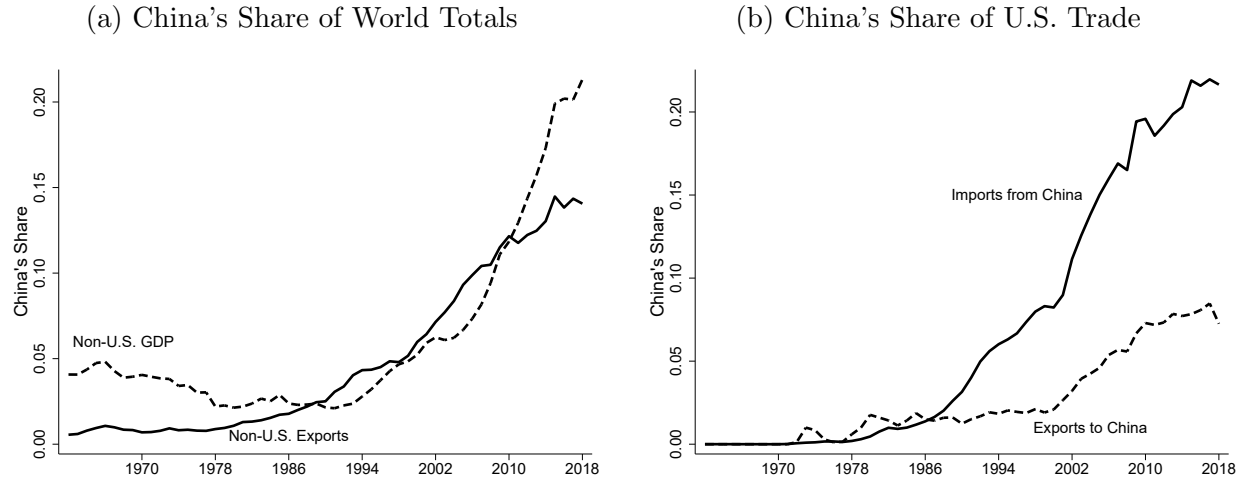 (a) China's Share of World Totals
China's Share
0.20
0.15
0.10
0.05
0.00
Non-U.S. GDP
Non-U.S. Exports
1970 1978 1986 1994 2002 2010 2018
(b) China's Share of U.S. Trade
China's Share
0.20
0.15
0.10
0.05
0.00
Imports from China
Exports to China
1970 1978 1986 1994 2002 2010 2018